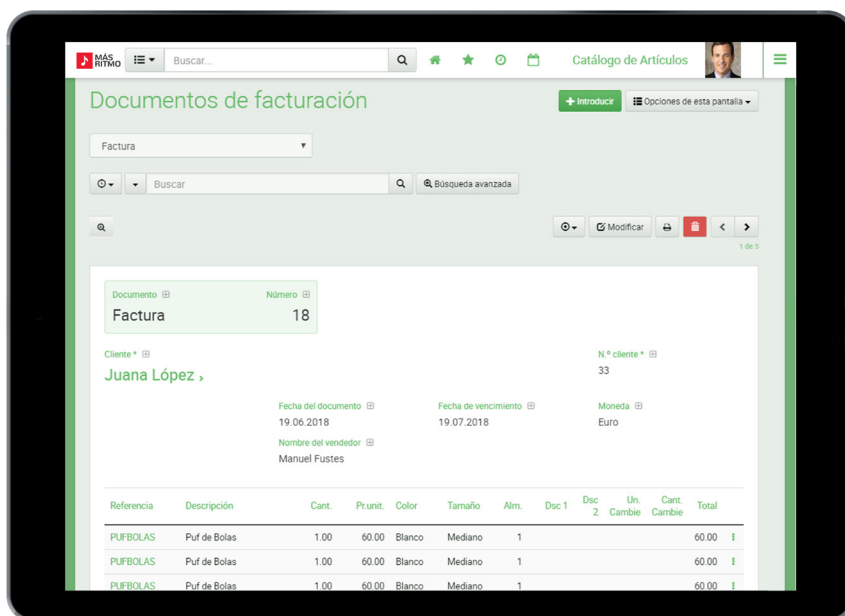 MÁS
RITMO
Buscar...
Catálogo de Artículos
Documentos de facturación
Introducir
Opciones de esta pantalla
Factura
Buscar
Búsqueda avanzada
Modificar
1 de 5
Documento
Número
Factura
18
Cliente *
N.º cliente *
Juana López
33
Fecha del documento
Fecha de vencimiento
Moneda
19.06.2018
19.07.2018
Euro
Nombre del vendedor
Manuel Fustes
Referencia Descripción Cant. Pr.unit. Color Tamaño Alm. Dsc 1 Dsc 2 Un. Cambie Cant. Cambie Total
PUFBOLAS Puf de Bolas 1.00 60.00 Blanco Mediano 1 60.00
PUFBOLAS Puf de Bolas 1.00 60.00 Blanco Mediano 1 60.00
PUFBOLAS Puf de Bolas 1.00 60.00 Blanco Mediano 1 60.00